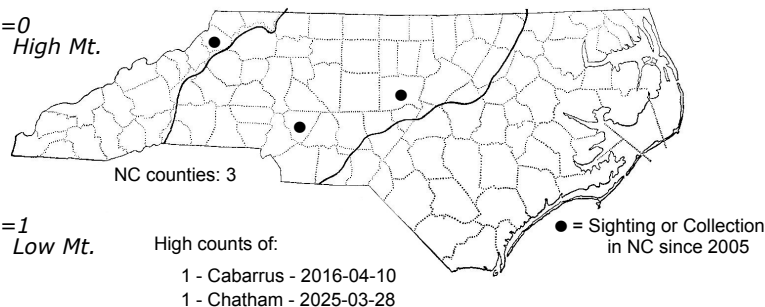 =0
High Mt.
NC counties: 3
=1
Low Mt.
High counts of:
1 - Cabarrus - 2016-04-10
1 - Chatham - 2025-03-28
● = Sighting or Collection
in NC since 2005